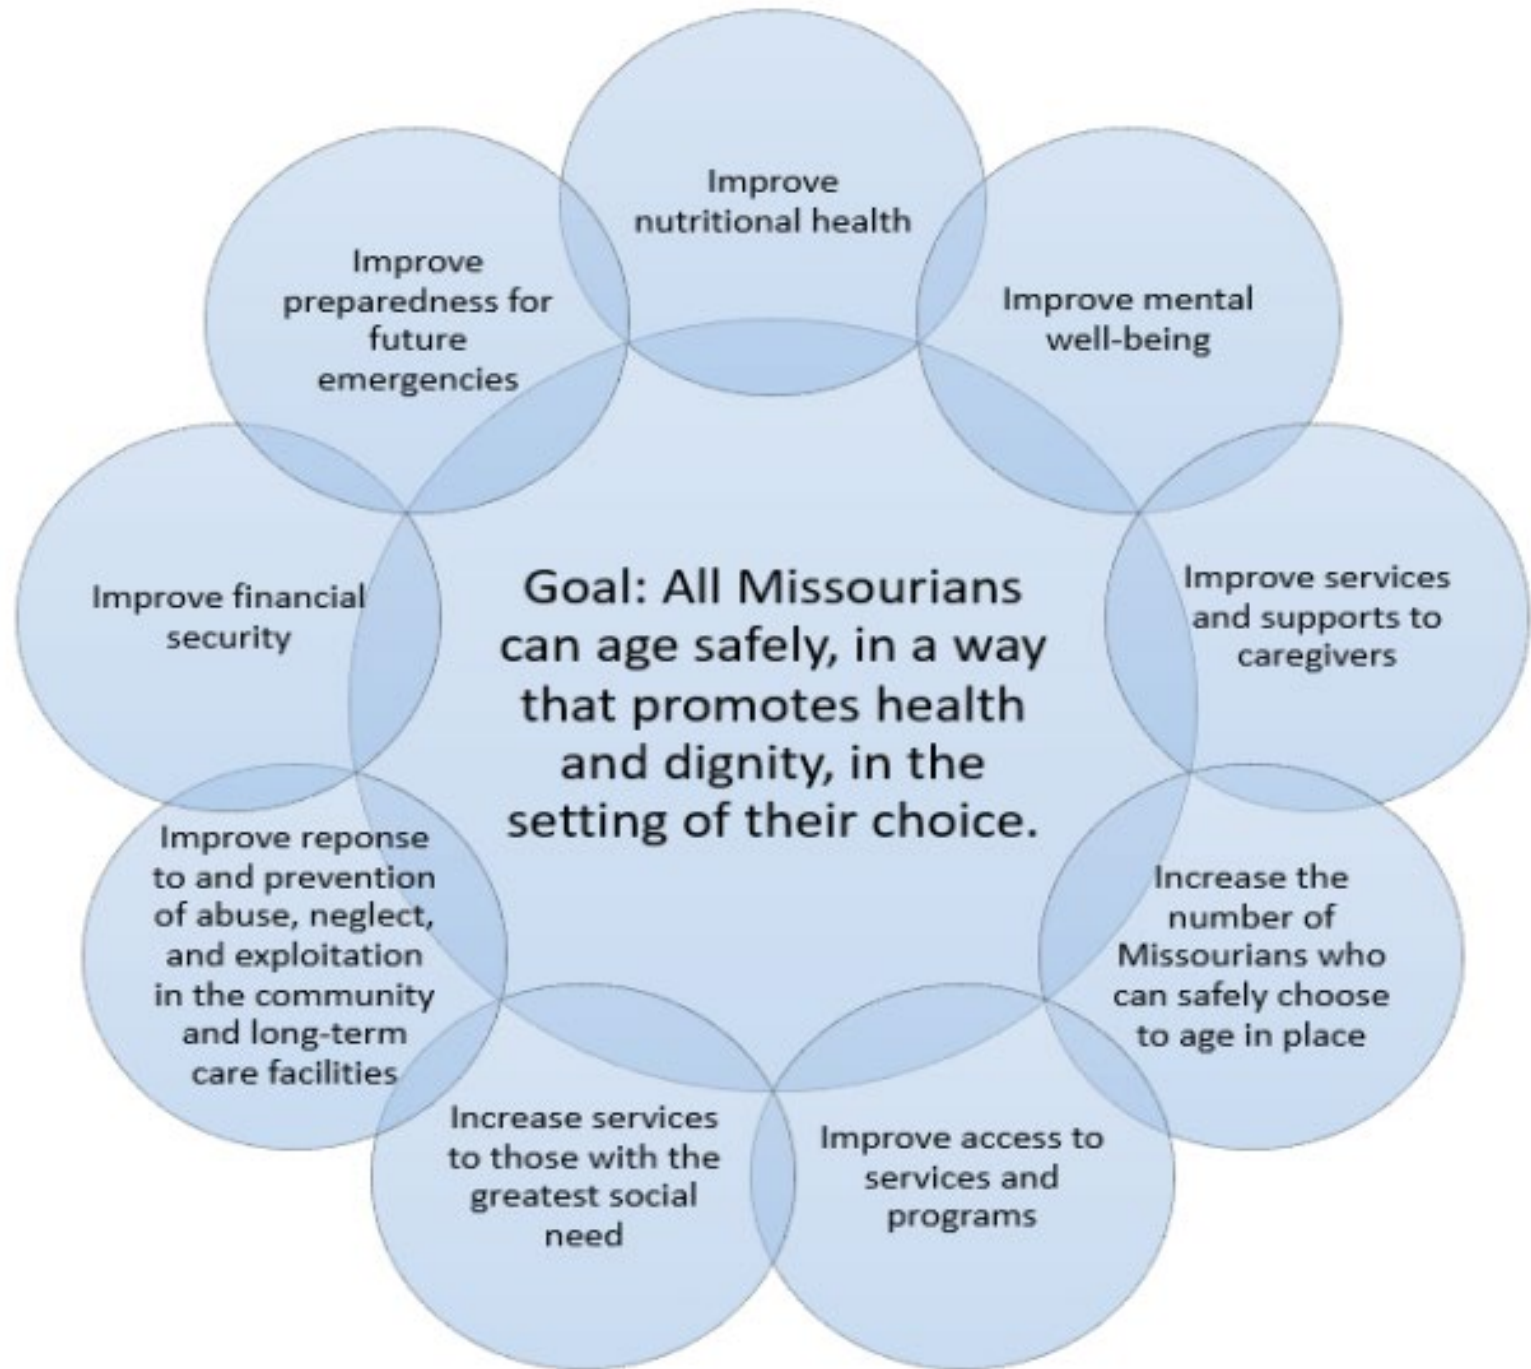 Improve
nutritional health
Improve mental
well-being
Improve services
and supports to
caregivers
Increase the
number of
Missourians who
can safely choose
to age in place
Improve access to
services and
programs
Increase services
to those with the
greatest social
need
Improve reponse
to and prevention
of abuse, neglect,
and exploitation
in the community
and long-term
care facilities
Improve financial
security
Improve
preparedness for
future
emergencies
Goal: All Missourians
can age safely, in a way
that promotes health
and dignity, in the
setting of their choice.